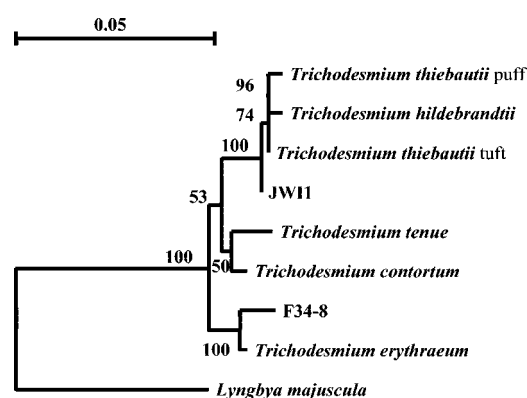 0.05
96
Trichodesmium thiebautii puff
74
Trichodesmium hildebrandtii
100
Trichodesmium thiebautii tuft
JWI1
53
Trichodesmium tenue
100
50
Trichodesmium contortum
F34-8
100
Trichodesmium erythraeum
Lyngbya majuscula